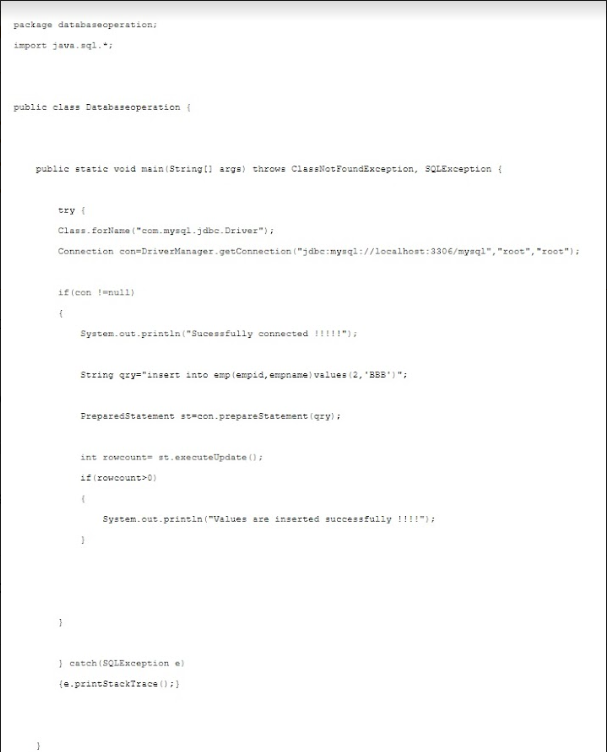 package databaseoperation;
import java.sql.*;
public class Databaseoperation {
public static void main(String[] args) throws ClassNotFoundException, SQLException {
try {
Class.forName("com.mysql.jdbc.Driver");
Connection con=DriverManager.getConnection("jdbc:mysql://localhost:3306/mysql","root","root");
if(con !=null)
{
System.out.println("Sucessfully connected !!!!!");
String qry="insert into emp(empid,empname)values(2,'BBB')";
PreparedStatement st=con.prepareStatement(qry);
int rowcount= st.executeUpdate();
if(rowcount>0)
{
System.out.println("Values are inserted successfully !!!!");
}
}
} catch(SQLException e)
{e.printStackTrace();}
}